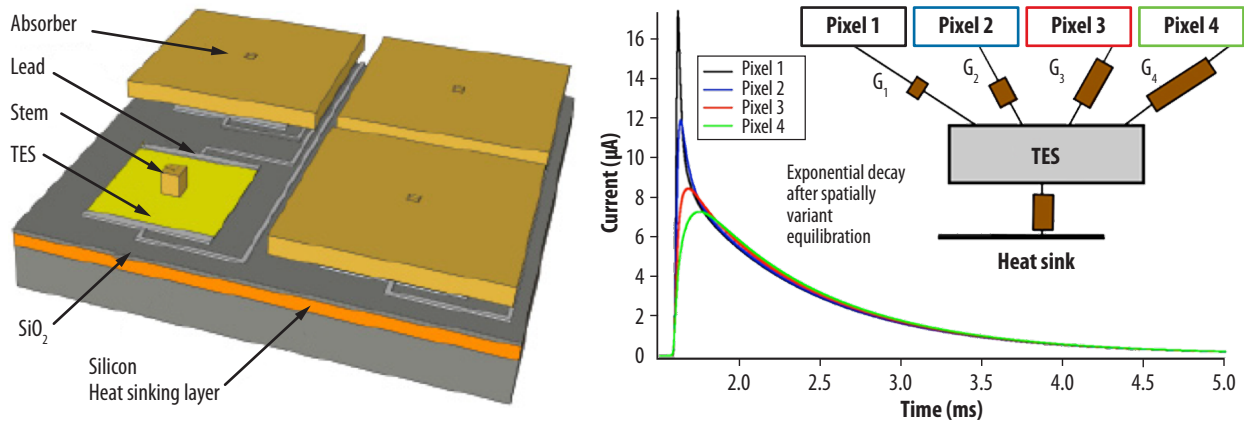 Absorber
Lead
Stem
TES
SiO₂
Silicon
Heat sinking layer
Current (μA)
16
14
12
10
8
6
4
2
0
Pixel 1
Pixel 2
Pixel 3
Pixel 4
Exponential decay
after spatially
variant
equilibration
Pixel 1 Pixel 2 Pixel 3 Pixel 4
G₁ G₂ G₃ G₄
TES
Heat sink
2.0 2.5 3.0 3.5 4.0 4.5 5.0
Time (ms)